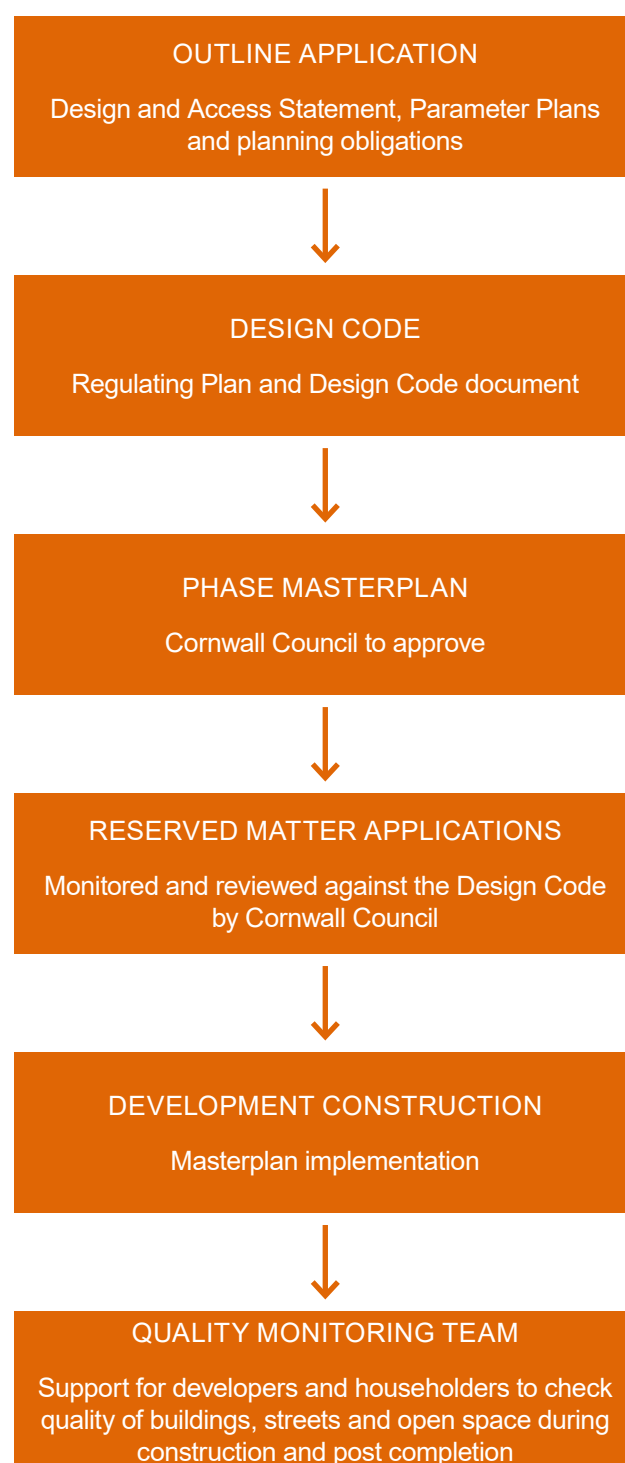 OUTLINE APPLICATION
Design and Access Statement, Parameter Plans
and planning obligations
DESIGN CODE
Regulating Plan and Design Code document
PHASE MASTERPLAN
Cornwall Council to approve
RESERVED MATTER APPLICATIONS
Monitored and reviewed against the Design Code
by Cornwall Council
DEVELOPMENT CONSTRUCTION
Masterplan implementation
QUALITY MONITORING TEAM
Support for developers and householders to check
quality of buildings, streets and open space during
construction and post completion